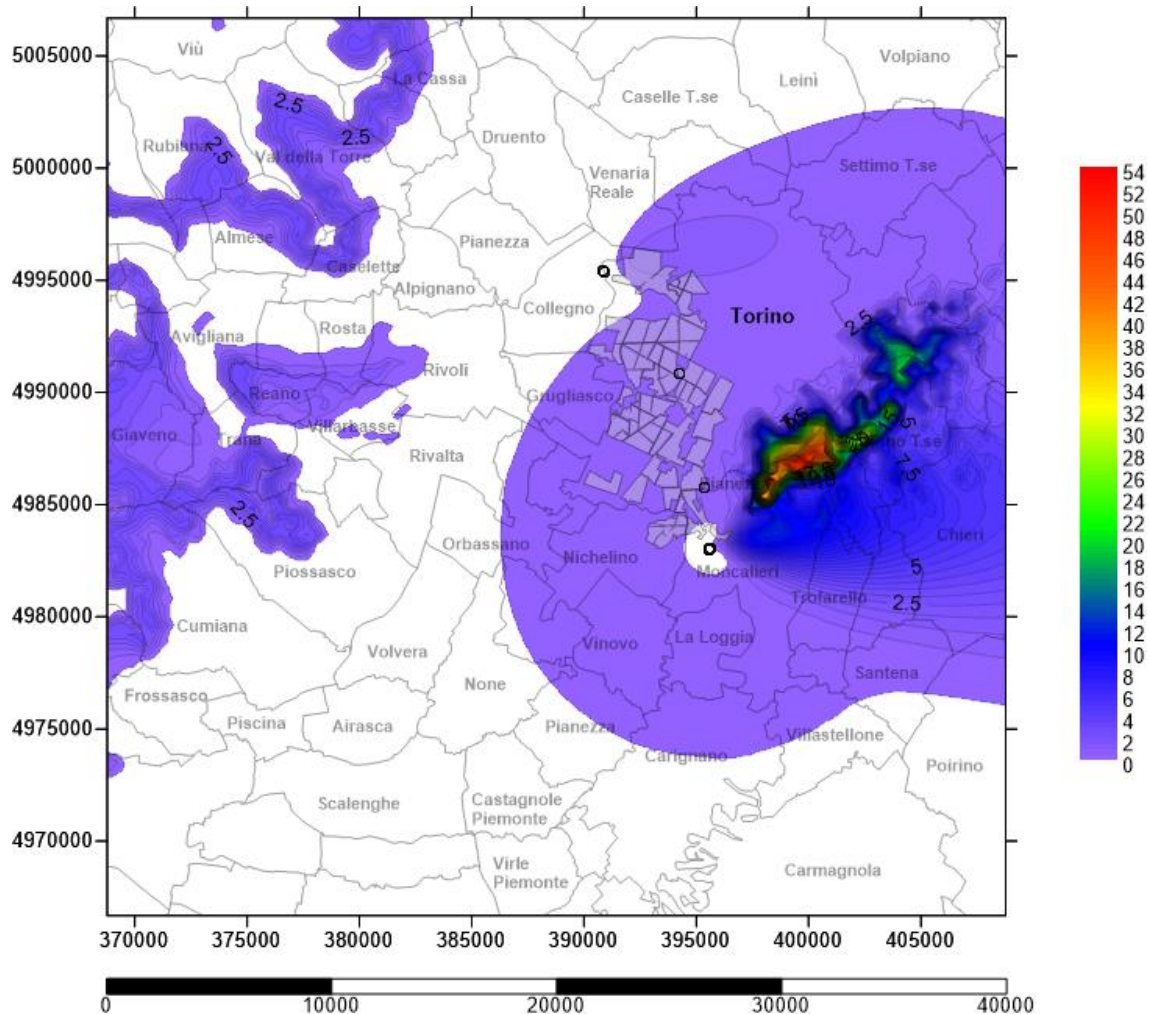 5005000
5000000
4995000
4990000
4985000
4980000
4975000
4970000
Viù
La Cassa
Volpiano
Leinì
Caselle T.se
2.5
2.5
Druento
Rubiana
2.5
Val della Torre
Venaria
Reale
Settimo T.se
Almese
Pianezza
Caselette
Alpignano
Collegno
Torino
2.5
Avigliana
Rosta
Rivoli
Reano
Grugliasco
Giaveno
Trana
Villarbasse
Rivalta
7.5
2.5
Orbassano
Nichelino
Chieri
Piossasco
Moncalieri
5
Trofarello
2.5
Cumiana
Volvera
Vinovo
La Loggia
Santena
Frossasco
None
Piscina
Airasca
Pianezza
Villastellone
Carignano
Poirino
Scalenghe
Castagnole
Piemonte
Virle
Piemonte
Carmagnola
370000 375000 380000 385000 390000 395000 400000 405000
0 10000 20000 30000 40000
54
52
50
48
46
44
42
40
38
36
34
32
30
28
26
24
22
20
18
16
14
12
10
8
6
4
2
0